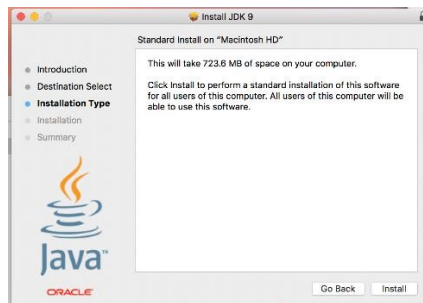 Install JDK 9
Standard Install on "Macintosh HD"
Introduction
Destination Select
Installation Type
Installation
Summary
This will take 723.6 MB of space on your computer.
Click Install to perform a standard installation of this software
for all users of this computer. All users of this computer will be
able to use this software.
Java™
ORACLE
Go Back
Install